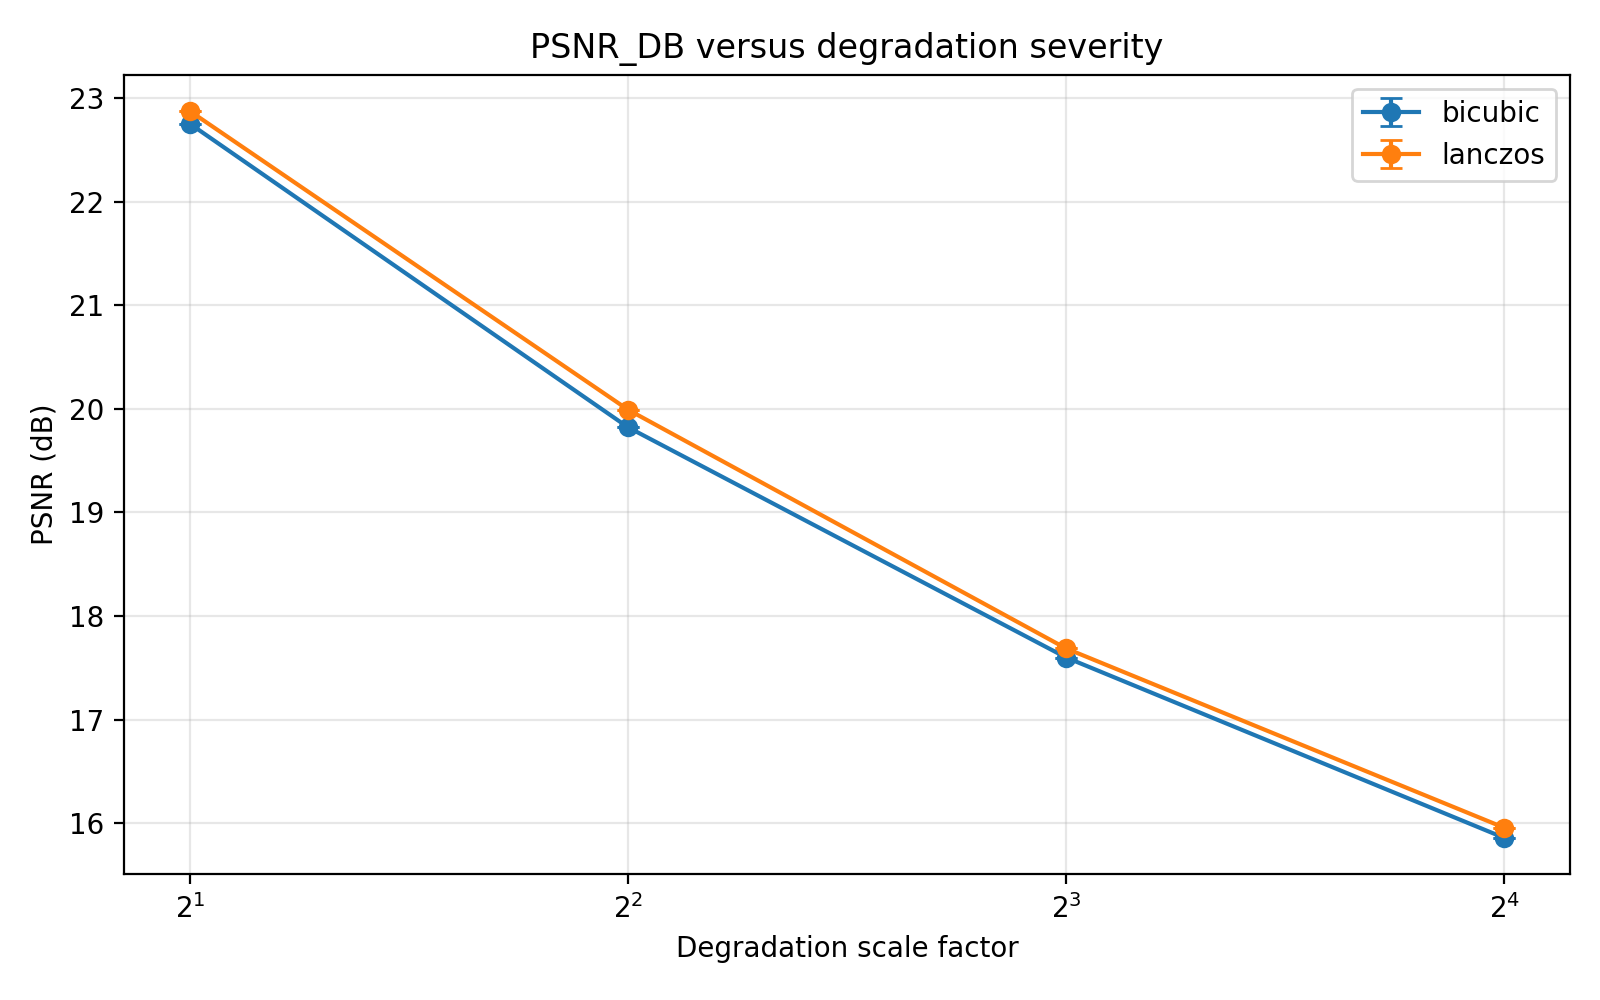 PSNR_DB versus degradation severity
bicubic
lanczos
PSNR (dB)
23
22
21
20
19
18
17
16
2¹
2²
2³
2⁴
Degradation scale factor